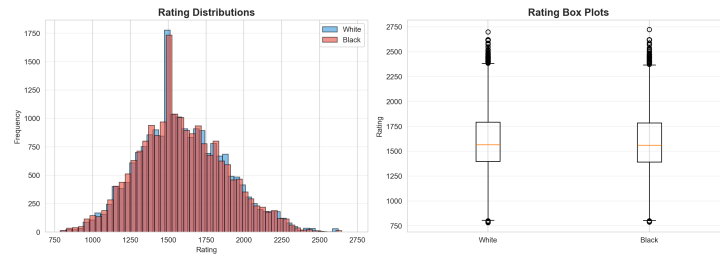 Rating Distributions
White
Black
1750
1500
1250
1000
750
500
250
0
Frequency
750 1000 1250 1500 1750 2000 2250 2500 2750
Rating
Rating Box Plots
2750
2500
2250
2000
1750
1500
1250
1000
750
Rating
White Black